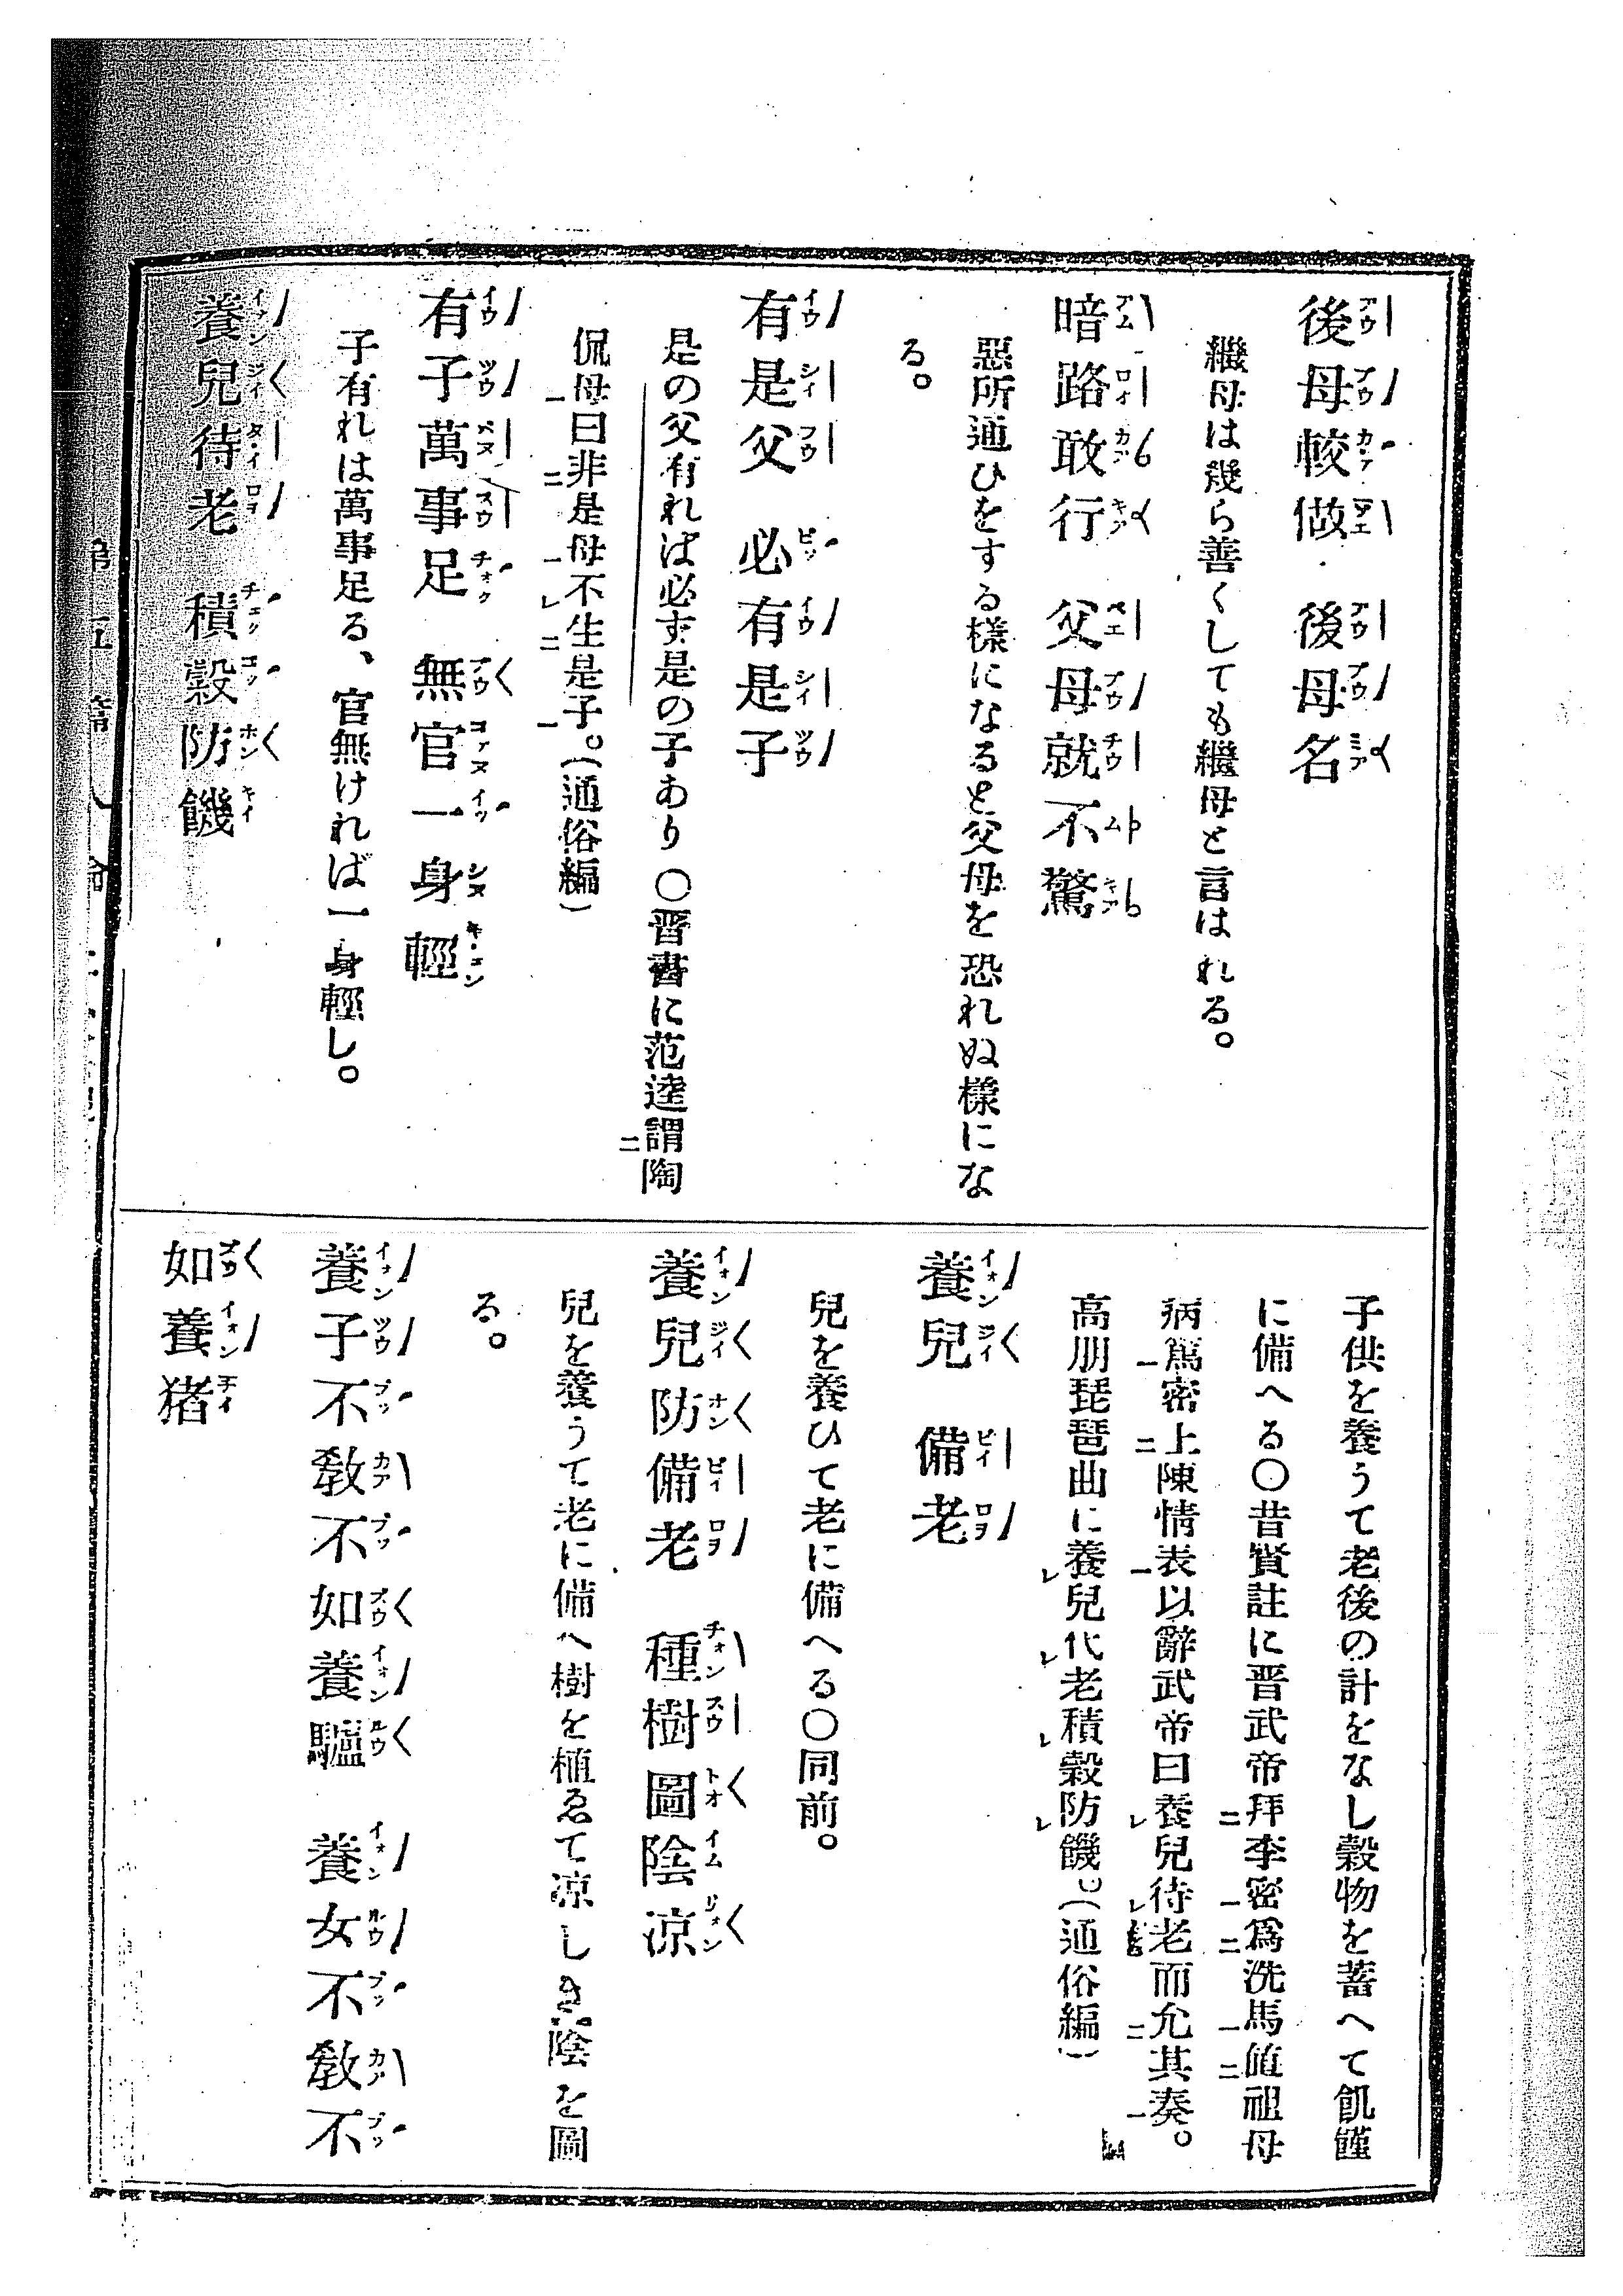 後母較做 後母名
繼母は幾ら善くしても繼母と言はれる。
暗路敢行 父母就不驚
惡所通ひをする樣になると父母を恐れぬ樣にな
る。
有是父 必有是子
是の父有れば必ず是の子あり 〇晋書に范逵謂陶
侃母曰非是母不生是子。(通俗編)
有子萬事足 無官一身輕
子有れは萬事足る、官無ければ一身輕し。
養兒待老 積穀防饑
子供を養うて老後の計をなし穀物を蓄へて飢饉
に備へる〇昔賢註に晋武帝拜李密爲洗馬値祖母
病篤密上陳情表以辭武帝曰養兒待老而允其奏。
高朋琵琶曲に養兒代老積穀防饑。(通俗編)
養兒 備老
兒を養ひて老に備へる〇同前。
養兒防備老 種樹圖陰凉
兒を養うて老に備へ樹を植ゑて凉しき陰を圖
る。
養子不敎不如養驢 養女不敎不
如養猪